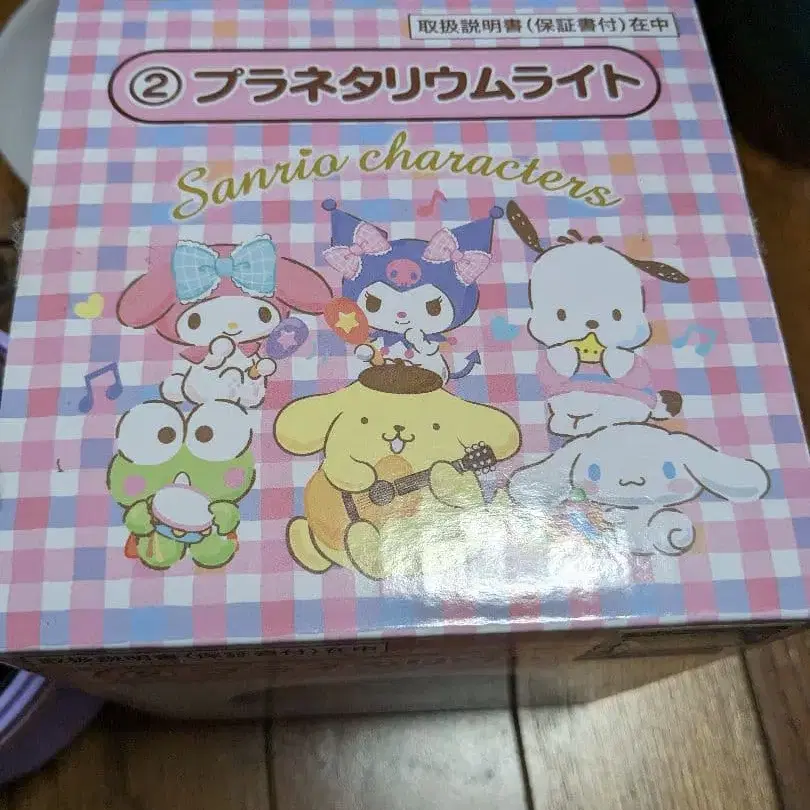 取扱説明書(保証書付)在中
② プラネタリウムライト
Sanrio characters
取扱説明書(保証書付)在中